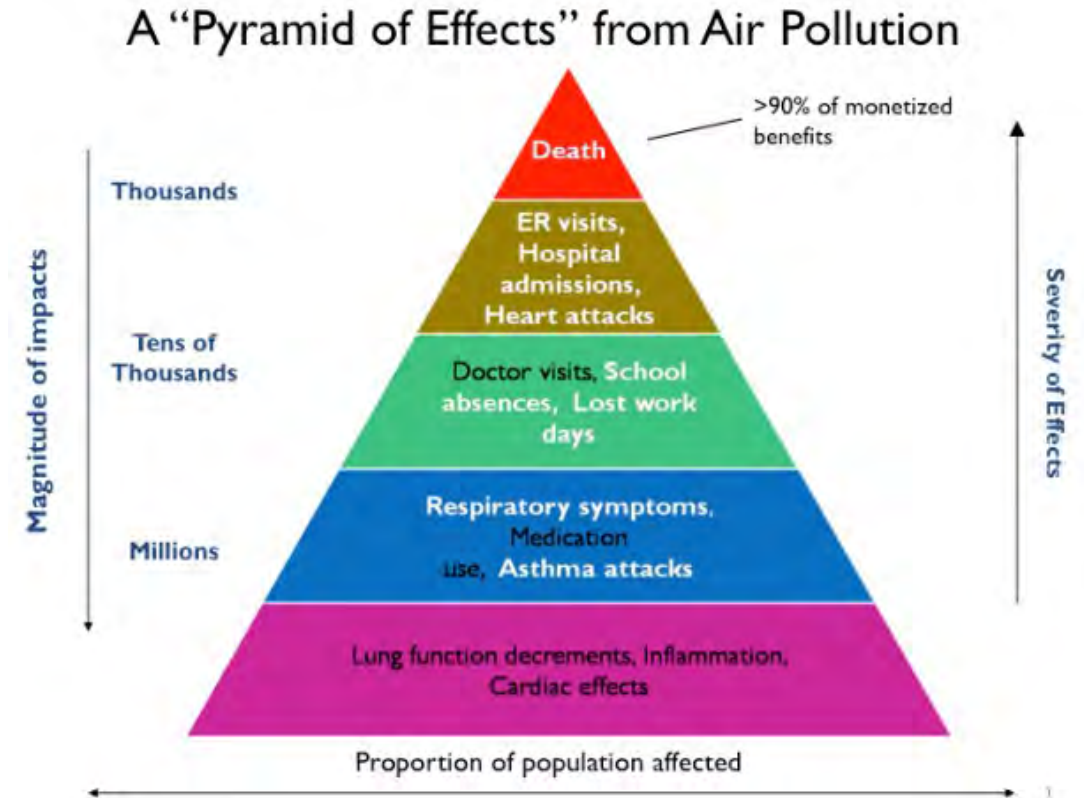 A “Pyramid of Effects” from Air Pollution
>90% of monetized
benefits
Death
Thousands
ER visits,
Hospital
admissions,
Heart attacks
Magnitude of impacts
Severity of Effects
Tens of
Thousands
Doctor visits, School
absences, Lost work
days
Respiratory symptoms,
Medication
use, Asthma attacks
Millions
Lung function decrements, Inflammation,
Cardiac effects
Proportion of population affected
1